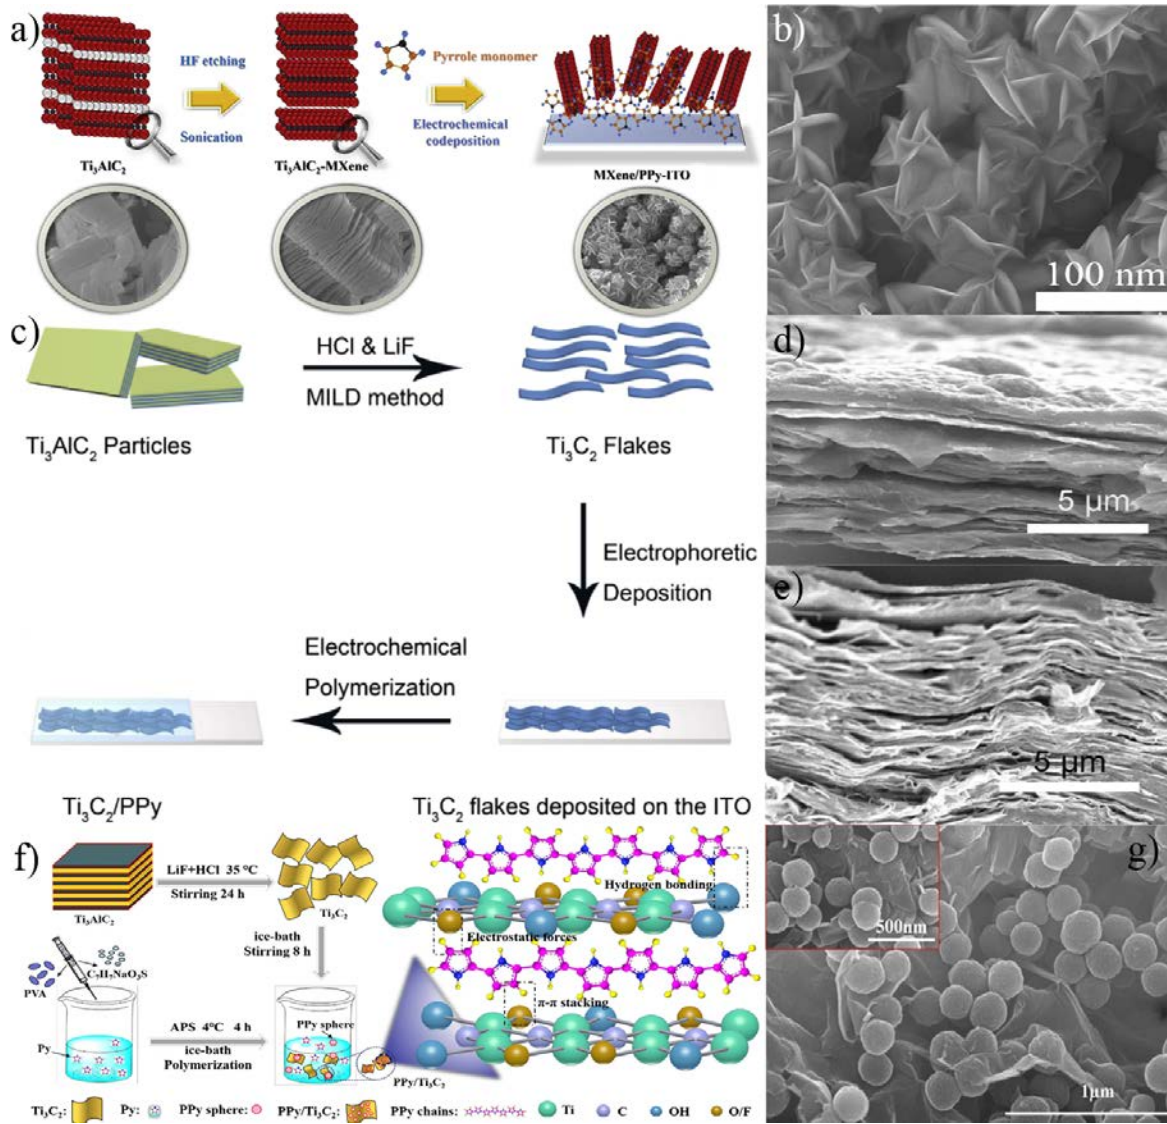 a)
HF etching
Sonication
Pyrrole monomer
Electrochemical
codeposition
Ti₃AlC₂
Ti₃AlC₂-MXene
MXene/PPy-ITO
b)
100 nm
c)
HCl & LiF
MILD method
Ti₃AlC₂ Particles
Ti₃C₂ Flakes
Electrophoretic
Deposition
Electrochemical
Polymerization
Ti₃C₂/PPy
Ti₃C₂ flakes deposited on the ITO
d)
5 μm
e)
5 μm
f)
LiF+HCl 35 °C
Stirring 24 h
Ti₃AlC₂
Ti₃C₂
ice-bath
Stirring 8 h
PVA
C₇H₇NaO₃S
Py
APS 4°C 4 h
ice-bath
Polymerization
PPy sphere
PPy/Ti₃C₂
Hydrogen bonding
Electrostatic forces
π-π stacking
Ti₃C₂:
Py:
PPy sphere:
PPy/Ti₃C₂:
PPy chains:
Ti
C
OH
O/F
g)
500nm
1μm